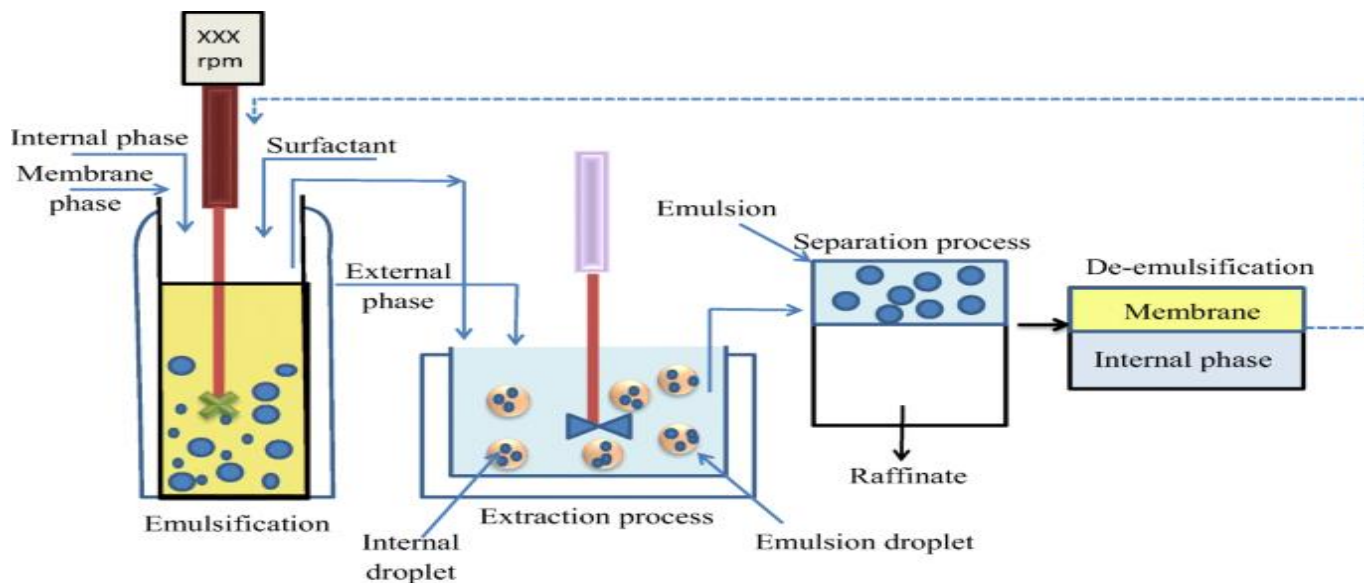 XXX
rpm
Internal phase
Membrane
phase
Surfactant
External
phase
Emulsification
Extraction process
Internal
droplet
Emulsion droplet
Emulsion
Separation process
Raffinate
De-emulsification
Membrane
Internal phase